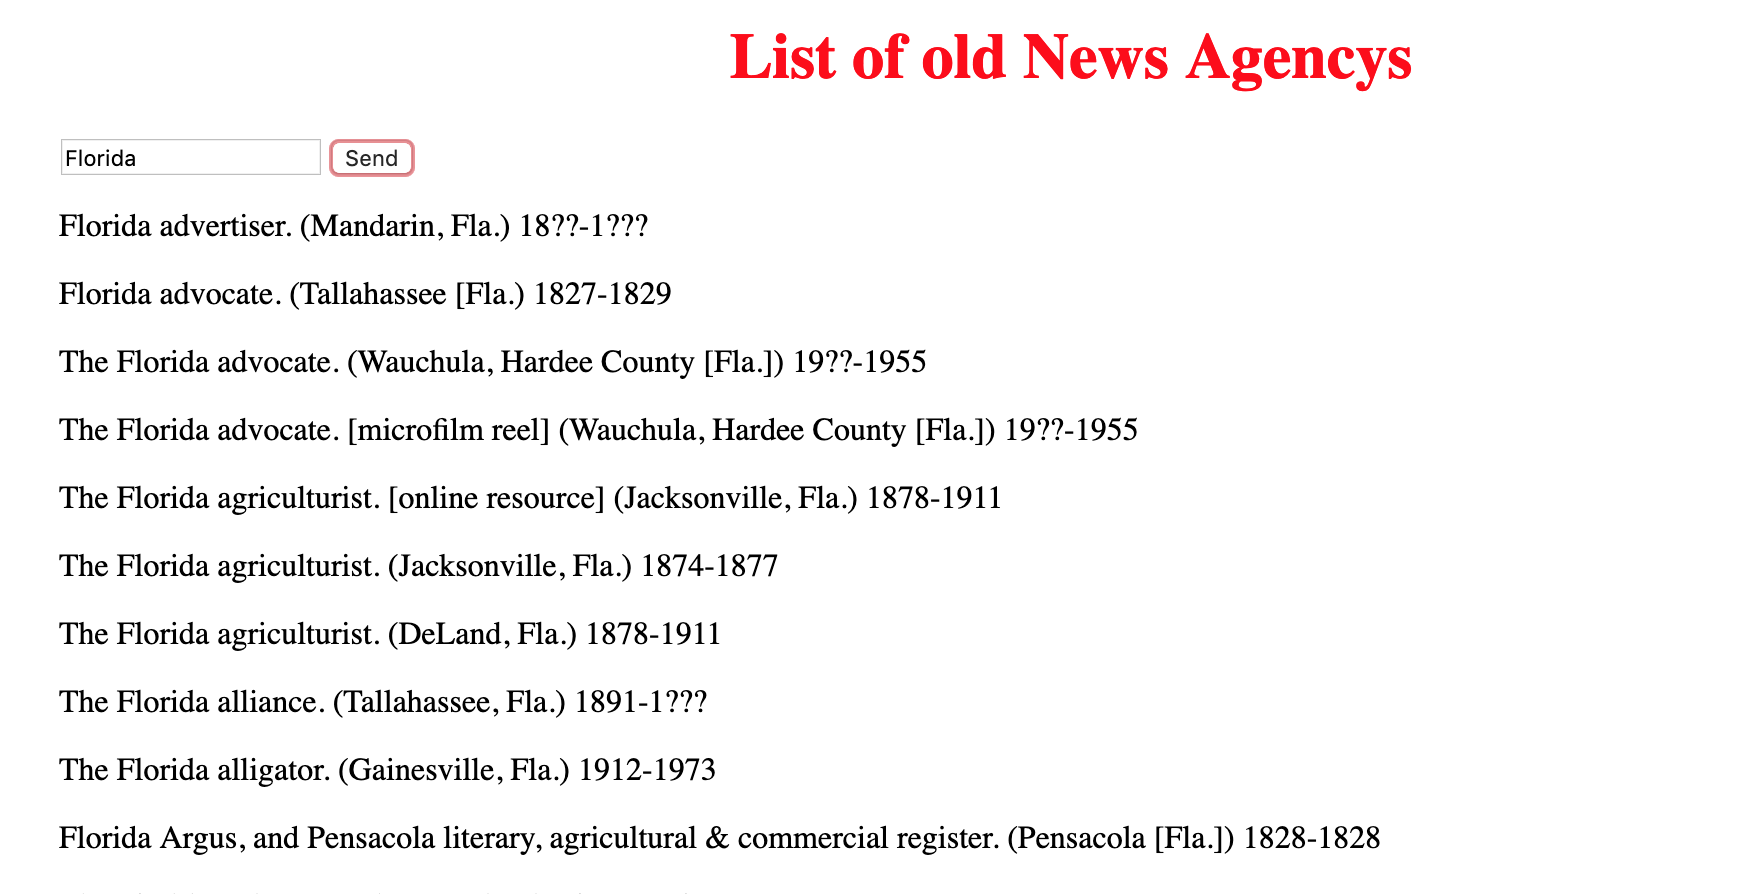 List of old News Agencys
Florida Send
Florida advertiser. (Mandarin, Fla.) 18??-1???
Florida advocate. (Tallahassee [Fla.) 1827-1829
The Florida advocate. (Wauchula, Hardee County [Fla.]) 19??-1955
The Florida advocate. [microfilm reel] (Wauchula, Hardee County [Fla.]) 19??-1955
The Florida agriculturist. [online resource] (Jacksonville, Fla.) 1878-1911
The Florida agriculturist. (Jacksonville, Fla.) 1874-1877
The Florida agriculturist. (DeLand, Fla.) 1878-1911
The Florida alliance. (Tallahassee, Fla.) 1891-1???
The Florida alligator. (Gainesville, Fla.) 1912-1973
Florida Argus, and Pensacola literary, agricultural & commercial register. (Pensacola [Fla.]) 1828-1828